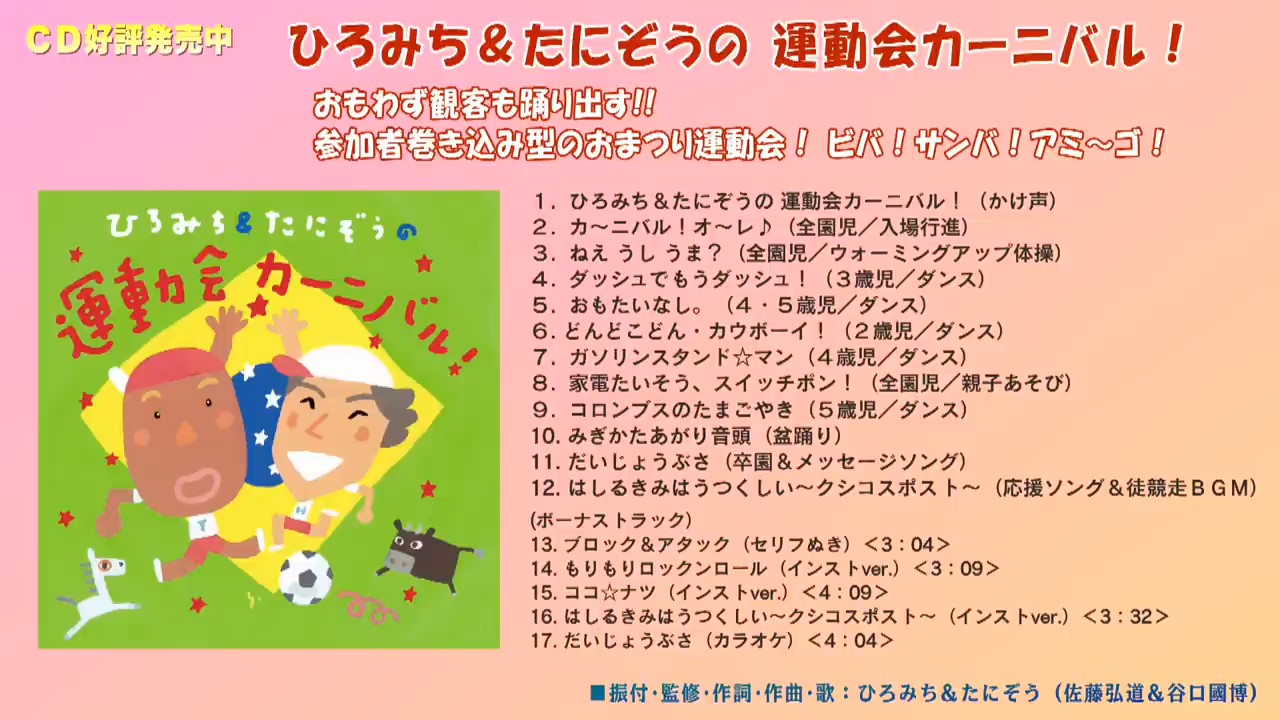 CD好評発売中
ひろみち&たにぞうの 運動会カーニバル!
おもわず観客も踊り出す!!
参加者巻き込み型のおまつり運動会! ビバ!サンバ!アミ〜ゴ!
ひろみち&たにぞうの
運動会カーニバル!
T
H
1. ひろみち&たにぞうの 運動会カーニバル!(かけ声)
2. カ〜ニバル!オ〜レ♪(全園児/入場行進)
3. ねえ うし うま?(全園児/ウォーミングアップ体操)
4. ダッシュでもうダッシュ!(3歳児/ダンス)
5. おもたいなし。(4・5歳児/ダンス)
6. どんどこどん・カウボーイ!(2歳児/ダンス)
7. ガソリンスタンド☆マン(4歳児/ダンス)
8. 家電たいそう、スイッチポン!(全園児/親子あそび)
9. コロンブスのたまごやき(5歳児/ダンス)
10. みぎかたあがり音頭(盆踊り)
11. だいじょうぶさ(卒園&メッセージソング)
12. はしるきみはうつくしい〜クシコスポスト〜(応援ソング&徒競走BGM)
(ボーナストラック)
13. ブロック&アタック(セリフぬき)<3:04>
14. もりもりロックンロール(インストver.)<3:09>
15. ココ☆ナツ(インストver.)<4:09>
16. はしるきみはうつくしい〜クシコスポスト〜(インストver.)<3:32>
17. だいじょうぶさ(カラオケ)<4:04>
■振付・監修・作詞・作曲・歌:ひろみち&たにぞう(佐藤弘道&谷口國博)